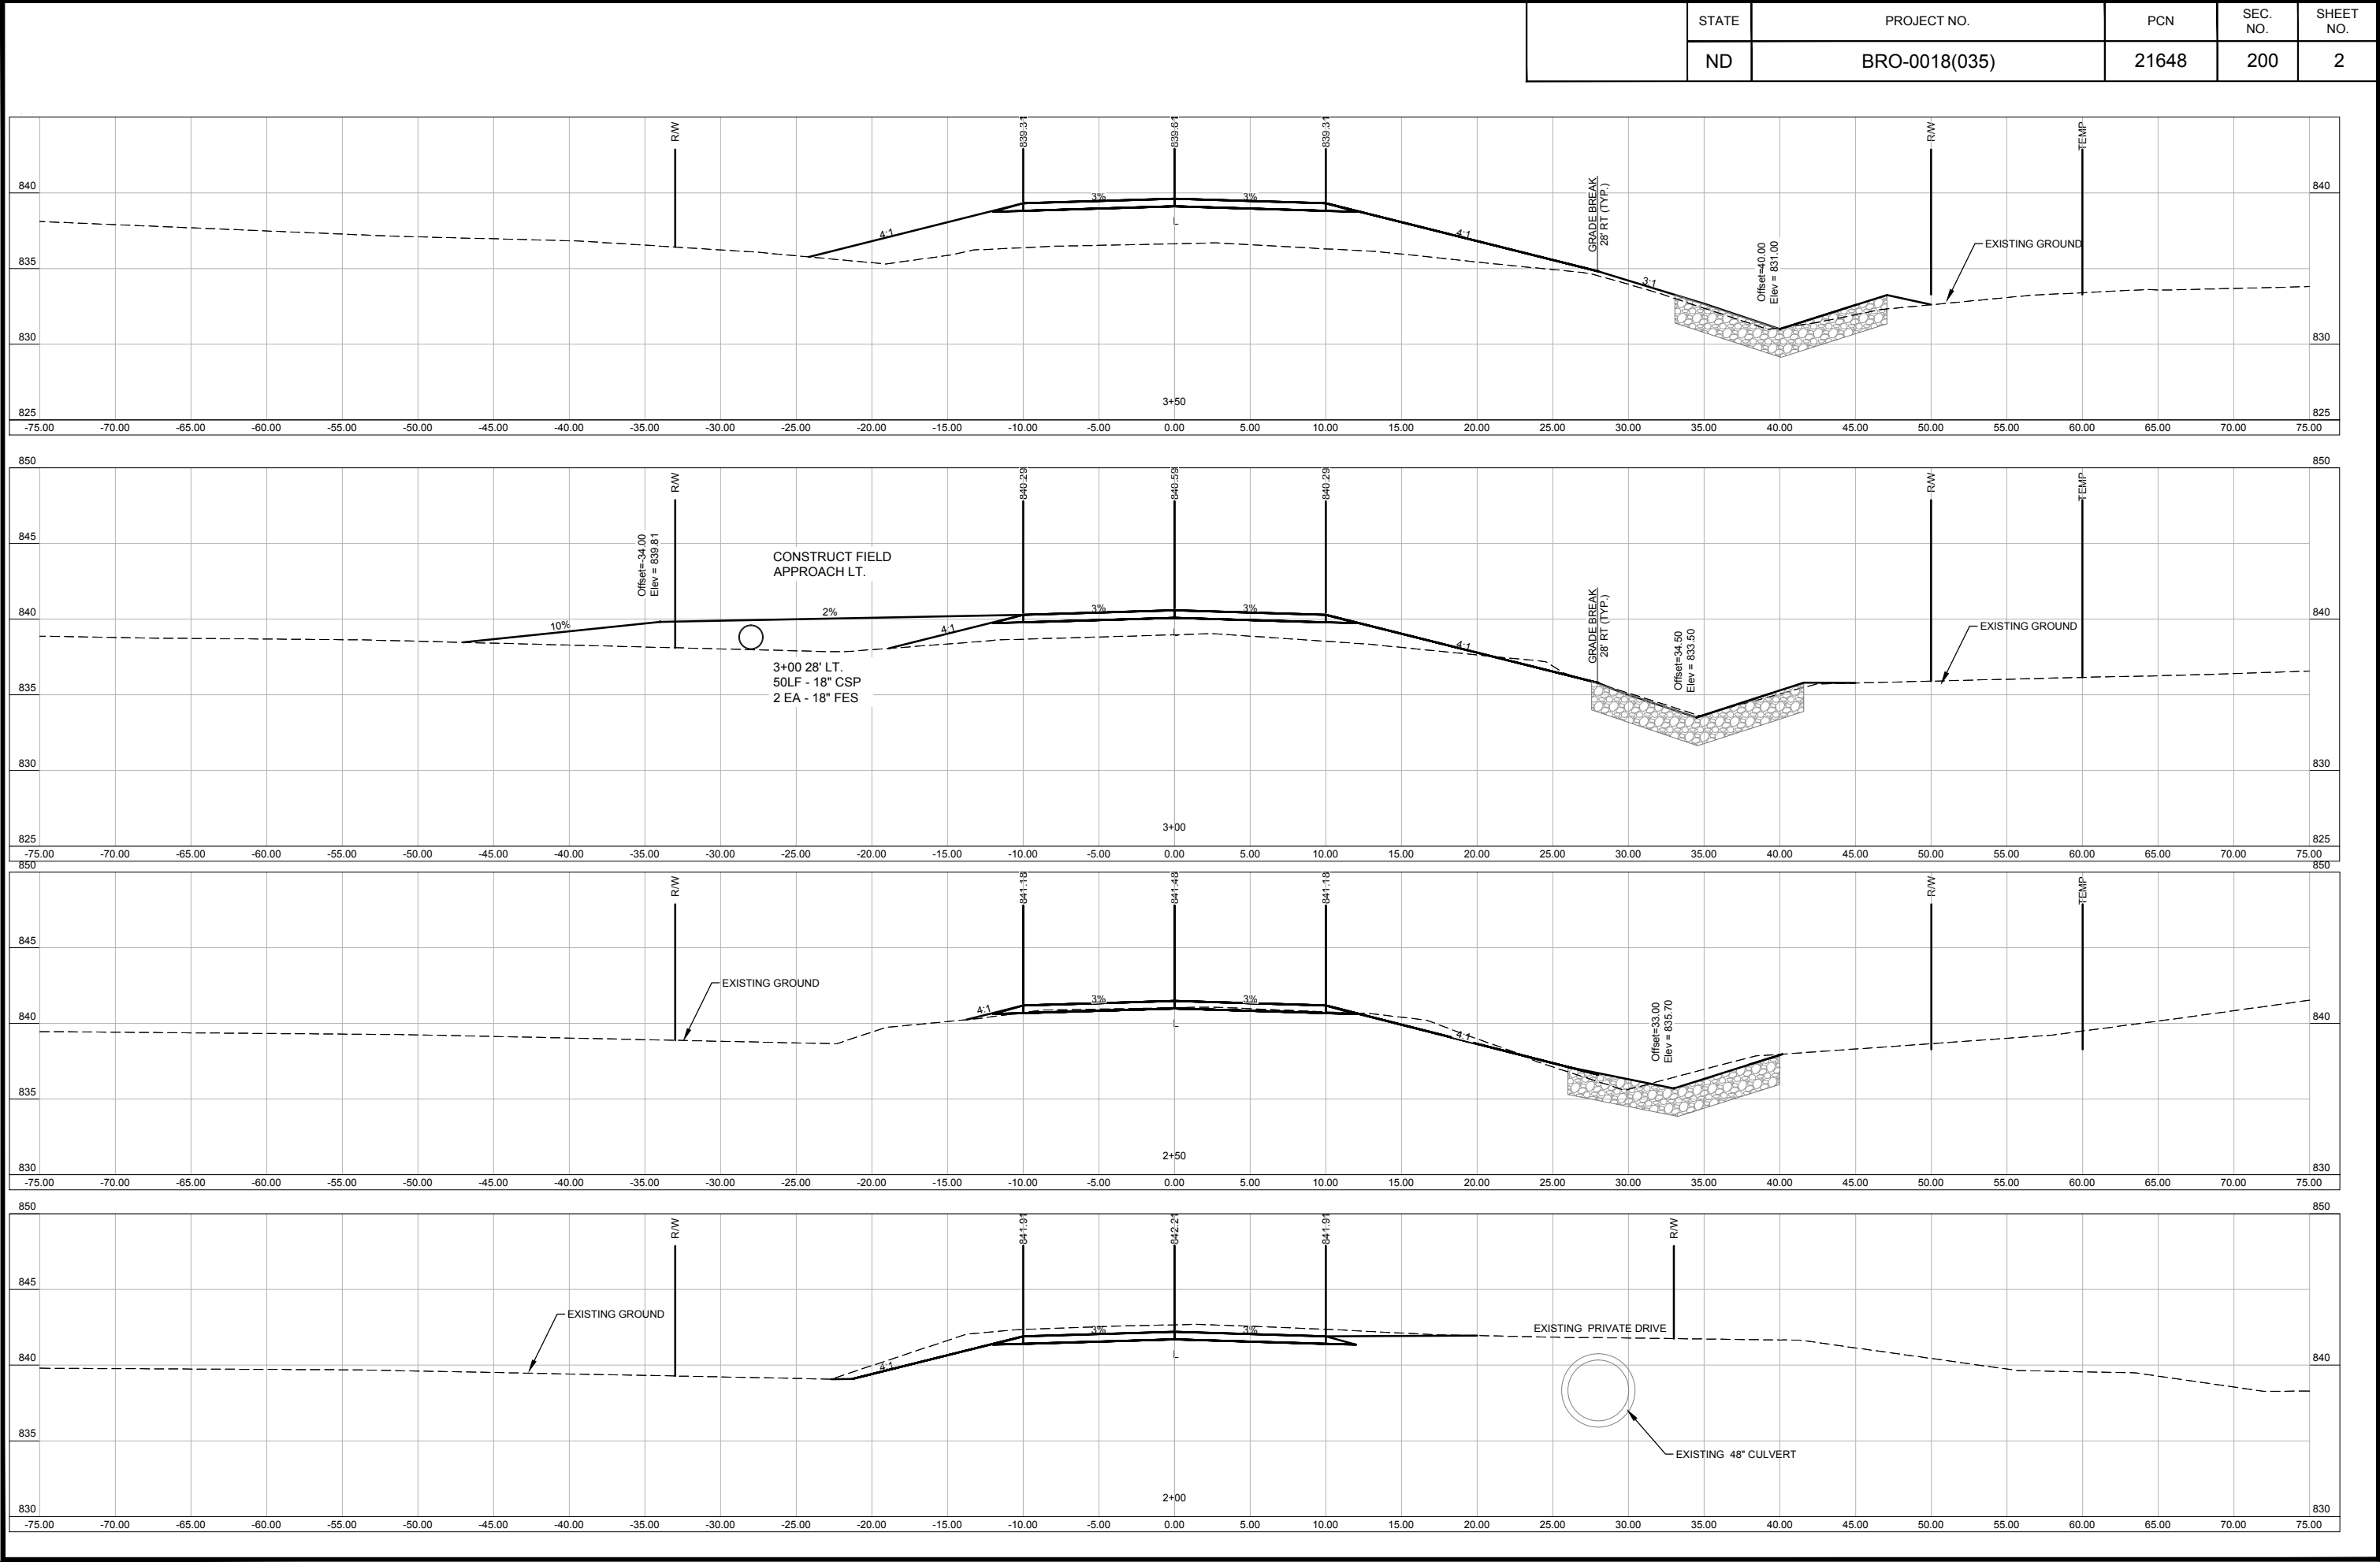 STATE PROJECT NO. PCN SEC. NO. SHEET NO.
ND BRO-0018(035) 21648 200 2
R/W 839.31 839.61 839.31 R/W TEMP
840 840
835
830 830
825 825
3% 3%
4:1 4:1
3:1
L
GRADE BREAK
28' RT (TYP.)
Offset=40.00
Elev = 831.00
EXISTING GROUND
3+50
-75.00 -70.00 -65.00 -60.00 -55.00 -50.00 -45.00 -40.00 -35.00 -30.00 -25.00 -20.00 -15.00 -10.00 -5.00 0.00 5.00 10.00 15.00 20.00 25.00 30.00 35.00 40.00 45.00 50.00 55.00 60.00 65.00 70.00 75.00
850 850
R/W 840.29 840.59 840.29 R/W TEMP
845
840 840
835
830 830
825 825
Offset=-34.00
Elev = 839.81
CONSTRUCT FIELD
APPROACH LT.
10% 2% 3% 3%
4:1 4:1
L
3+00 28' LT.
50LF - 18" CSP
2 EA - 18" FES
GRADE BREAK
28' RT (TYP.)
Offset=34.50
Elev = 833.50
EXISTING GROUND
3+00
-75.00 -70.00 -65.00 -60.00 -55.00 -50.00 -45.00 -40.00 -35.00 -30.00 -25.00 -20.00 -15.00 -10.00 -5.00 0.00 5.00 10.00 15.00 20.00 25.00 30.00 35.00 40.00 45.00 50.00 55.00 60.00 65.00 70.00 75.00
850 850
R/W 841.18 841.48 841.18 R/W TEMP
845
840 840
835
830 830
EXISTING GROUND
4:1 3% 3% 4:1
L
Offset=33.00
Elev = 835.70
2+50
-75.00 -70.00 -65.00 -60.00 -55.00 -50.00 -45.00 -40.00 -35.00 -30.00 -25.00 -20.00 -15.00 -10.00 -5.00 0.00 5.00 10.00 15.00 20.00 25.00 30.00 35.00 40.00 45.00 50.00 55.00 60.00 65.00 70.00 75.00
850 850
R/W 841.91 842.21 841.91 R/W
845
840 840
835
830 830
EXISTING GROUND
4:1 3% 3%
L
EXISTING PRIVATE DRIVE
EXISTING 48" CULVERT
2+00
-75.00 -70.00 -65.00 -60.00 -55.00 -50.00 -45.00 -40.00 -35.00 -30.00 -25.00 -20.00 -15.00 -10.00 -5.00 0.00 5.00 10.00 15.00 20.00 25.00 30.00 35.00 40.00 45.00 50.00 55.00 60.00 65.00 70.00 75.00